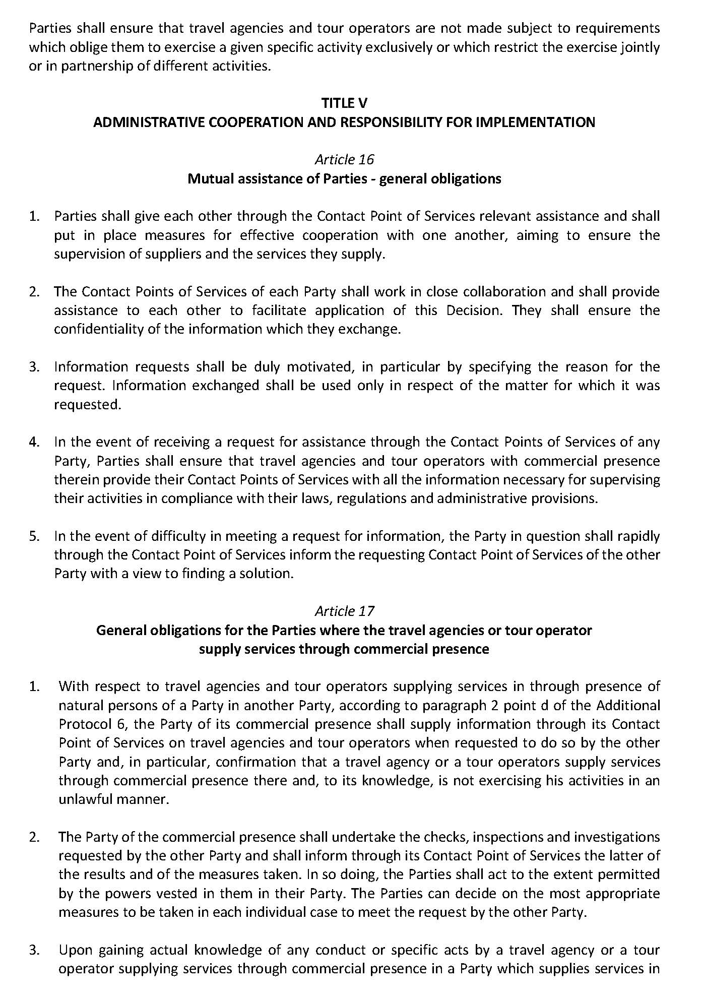 Parties shall ensure that travel agencies and tour operators are not made subject to requirements
which oblige them to exercise a given specific activity exclusively or which restrict the exercise jointly
or in partnership of different activities.
TITLE V
ADMINISTRATIVE COOPERATION AND RESPONSIBILITY FOR IMPLEMENTATION
Article 16
Mutual assistance of Parties - general obligations
1. Parties shall give each other through the Contact Point of Services relevant assistance and shall
put in place measures for effective cooperation with one another, aiming to ensure the
supervision of suppliers and the services they supply.
2. The Contact Points of Services of each Party shall work in close collaboration and shall provide
assistance to each other to facilitate application of this Decision. They shall ensure the
confidentiality of the information which they exchange.
3. Information requests shall be duly motivated, in particular by specifying the reason for the
request. Information exchanged shall be used only in respect of the matter for which it was
requested.
4. In the event of receiving a request for assistance through the Contact Points of Services of any
Party, Parties shall ensure that travel agencies and tour operators with commercial presence
therein provide their Contact Points of Services with all the information necessary for supervising
their activities in compliance with their laws, regulations and administrative provisions.
5. In the event of difficulty in meeting a request for information, the Party in question shall rapidly
through the Contact Point of Services inform the requesting Contact Point of Services of the other
Party with a view to finding a solution.
Article 17
General obligations for the Parties where the travel agencies or tour operator
supply services through commercial presence
1. With respect to travel agencies and tour operators supplying services in through presence of
natural persons of a Party in another Party, according to paragraph 2 point d of the Additional
Protocol 6, the Party of its commercial presence shall supply information through its Contact
Point of Services on travel agencies and tour operators when requested to do so by the other
Party and, in particular, confirmation that a travel agency or a tour operators supply services
through commercial presence there and, to its knowledge, is not exercising his activities in an
unlawful manner.
2. The Party of the commercial presence shall undertake the checks, inspections and investigations
requested by the other Party and shall inform through its Contact Point of Services the latter of
the results and of the measures taken. In so doing, the Parties shall act to the extent permitted
by the powers vested in them in their Party. The Parties can decide on the most appropriate
measures to be taken in each individual case to meet the request by the other Party.
3. Upon gaining actual knowledge of any conduct or specific acts by a travel agency or a tour
operator supplying services through commercial presence in a Party which supplies services in